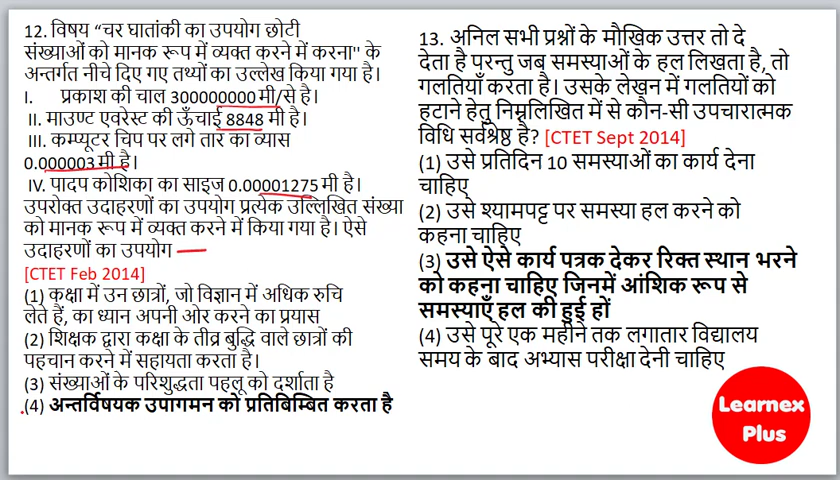 12. विषय "चर घातांकी का उपयोग छोटी
संख्याओं को मानक रूप में व्यक्त करने में करना" के
अन्तर्गत नीचे दिए गए तथ्यों का उल्लेख किया गया है।
I. प्रकाश की चाल 300000000 मी/से है।
II. माउण्ट एवरेस्ट की ऊँचाई 8848 मी है।
III. कम्प्यूटर चिप पर लगे तार का व्यास
0.000003 मी है।
IV. पादप कोशिका का साइज 0.00001275 मी है।
उपरोक्त उदाहरणों का उपयोग प्रत्येक उल्लिखित संख्या
को मानक रूप में व्यक्त करने में किया गया है। ऐसे
उदाहरणों का उपयोग
[CTET Feb 2014]
(1) कक्षा में उन छात्रों, जो विज्ञान में अधिक रुचि
लेते हैं, का ध्यान अपनी ओर करने का प्रयास
(2) शिक्षक द्वारा कक्षा के तीव्र बुद्धि वाले छात्रों की
पहचान करने में सहायता करता है।
(3) संख्याओं के परिशुद्धता पहलू को दर्शाता है
(4) अन्तर्विषयक उपागमन को प्रतिबिम्बित करता है
13. अनिल सभी प्रश्नों के मौखिक उत्तर तो दे
देता है परन्तु जब समस्याओं के हल लिखता है, तो
गलतियाँ करता है। उसके लेखन में गलतियों को
हटाने हेतु निम्नलिखित में से कौन-सी उपचारात्मक
विधि सर्वश्रेष्ठ है? [CTET Sept 2014]
(1) उसे प्रतिदिन 10 समस्याओं का कार्य देना
चाहिए
(2) उसे श्यामपट्ट पर समस्या हल करने को
कहना चाहिए
(3) उसे ऐसे कार्य पत्रक देकर रिक्त स्थान भरने
को कहना चाहिए जिनमें आंशिक रूप से
समस्याएँ हल की हुई हों
(4) उसे पूरे एक महीने तक लगातार विद्यालय
समय के बाद अभ्यास परीक्षा देनी चाहिए
Learnex
Plus